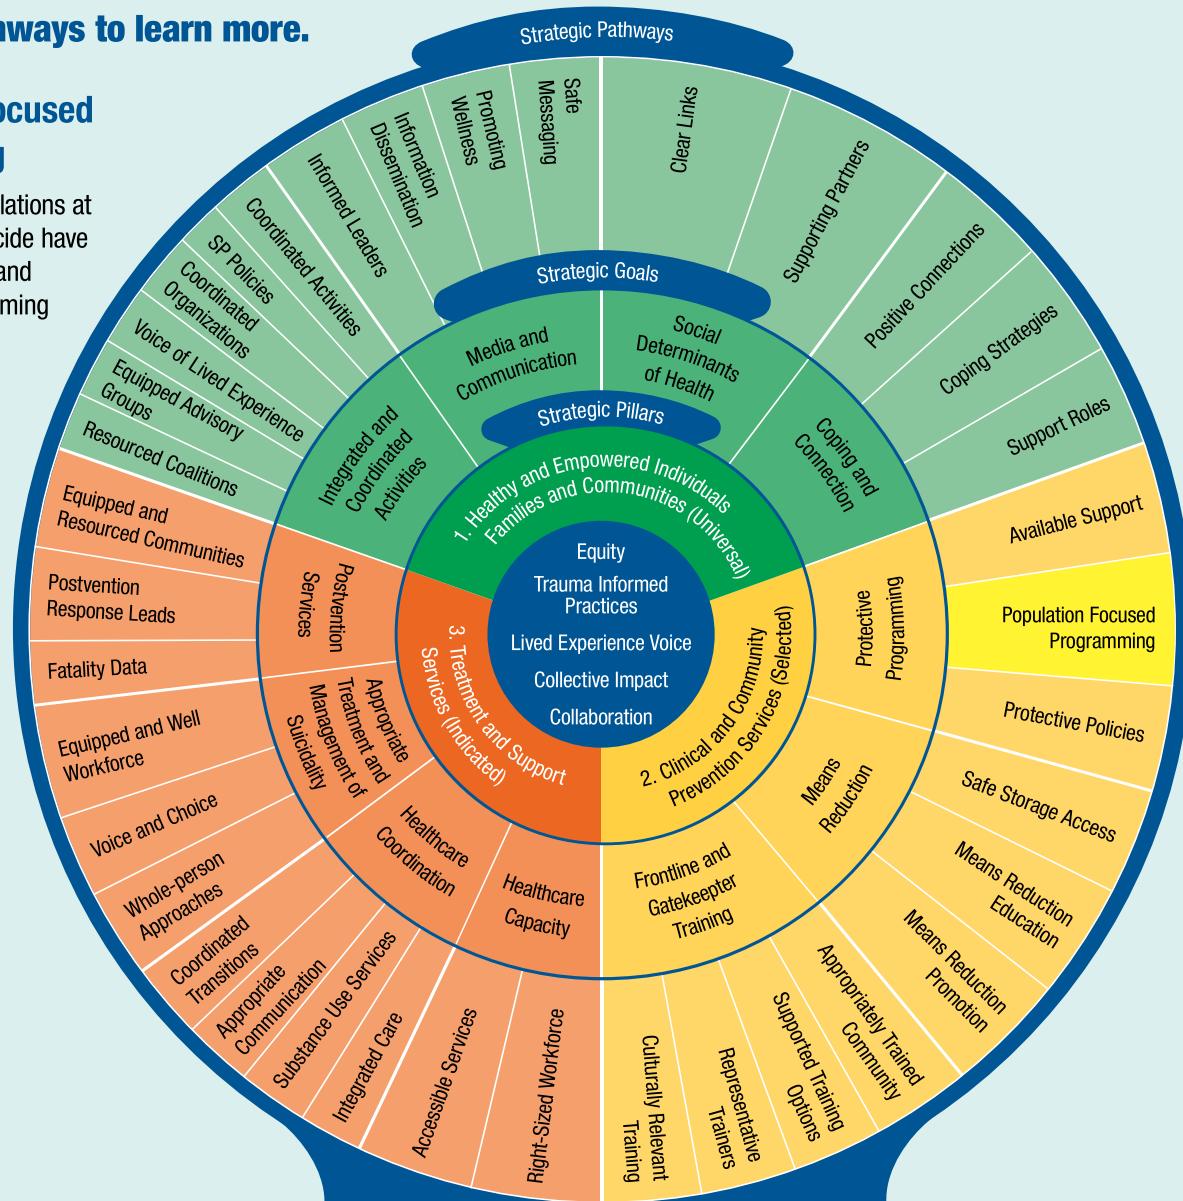 ways to learn more.
ocused
lations at
cide have
and
ming
Strategic Pathways
Safe
Messaging
Promoting
Wellness
Information
Dissemination
Informed Leaders
Coordinated Activities
SP Policies
Coordinated
Organizations
Voice of Lived Experience
Equipped Advisory
Groups
Resourced Coalitions
Clear Links
Supporting Partners
Positive Connections
Coping Strategies
Support Roles
Strategic Goals
Media and
Communication
Social
Determinants
of Health
Integrated and
Coordinated
Activities
Coping and
Connection
Strategic Pillars
1. Healthy and Empowered Individuals
Families and Communities (Universal)
Equity
Trauma Informed
Practices
Lived Experience Voice
Collective Impact
Collaboration
2. Clinical and Community
Prevention Services (Selected)
3. Treatment and Support
Services (Indicated)
Protective
Programming
Available Support
Population Focused
Programming
Protective Policies
Means
Reduction
Safe Storage Access
Means Reduction
Education
Means Reduction
Promotion
Frontline and
Gatekeeper
Training
Appropriately Trained
Community
Supported Training
Options
Representative
Trainers
Culturally Relevant
Training
Healthcare
Capacity
Right-Sized Workforce
Accessible Services
Healthcare
Coordination
Integrated Care
Substance Use Services
Appropriate
Communication
Coordinated
Transitions
Appropriate
Treatment and
Management of
Suicidality
Whole-person
Approaches
Voice and Choice
Equipped and Well
Workforce
Postvention
Services
Fatality Data
Postvention
Response Leads
Equipped and
Resourced Communities